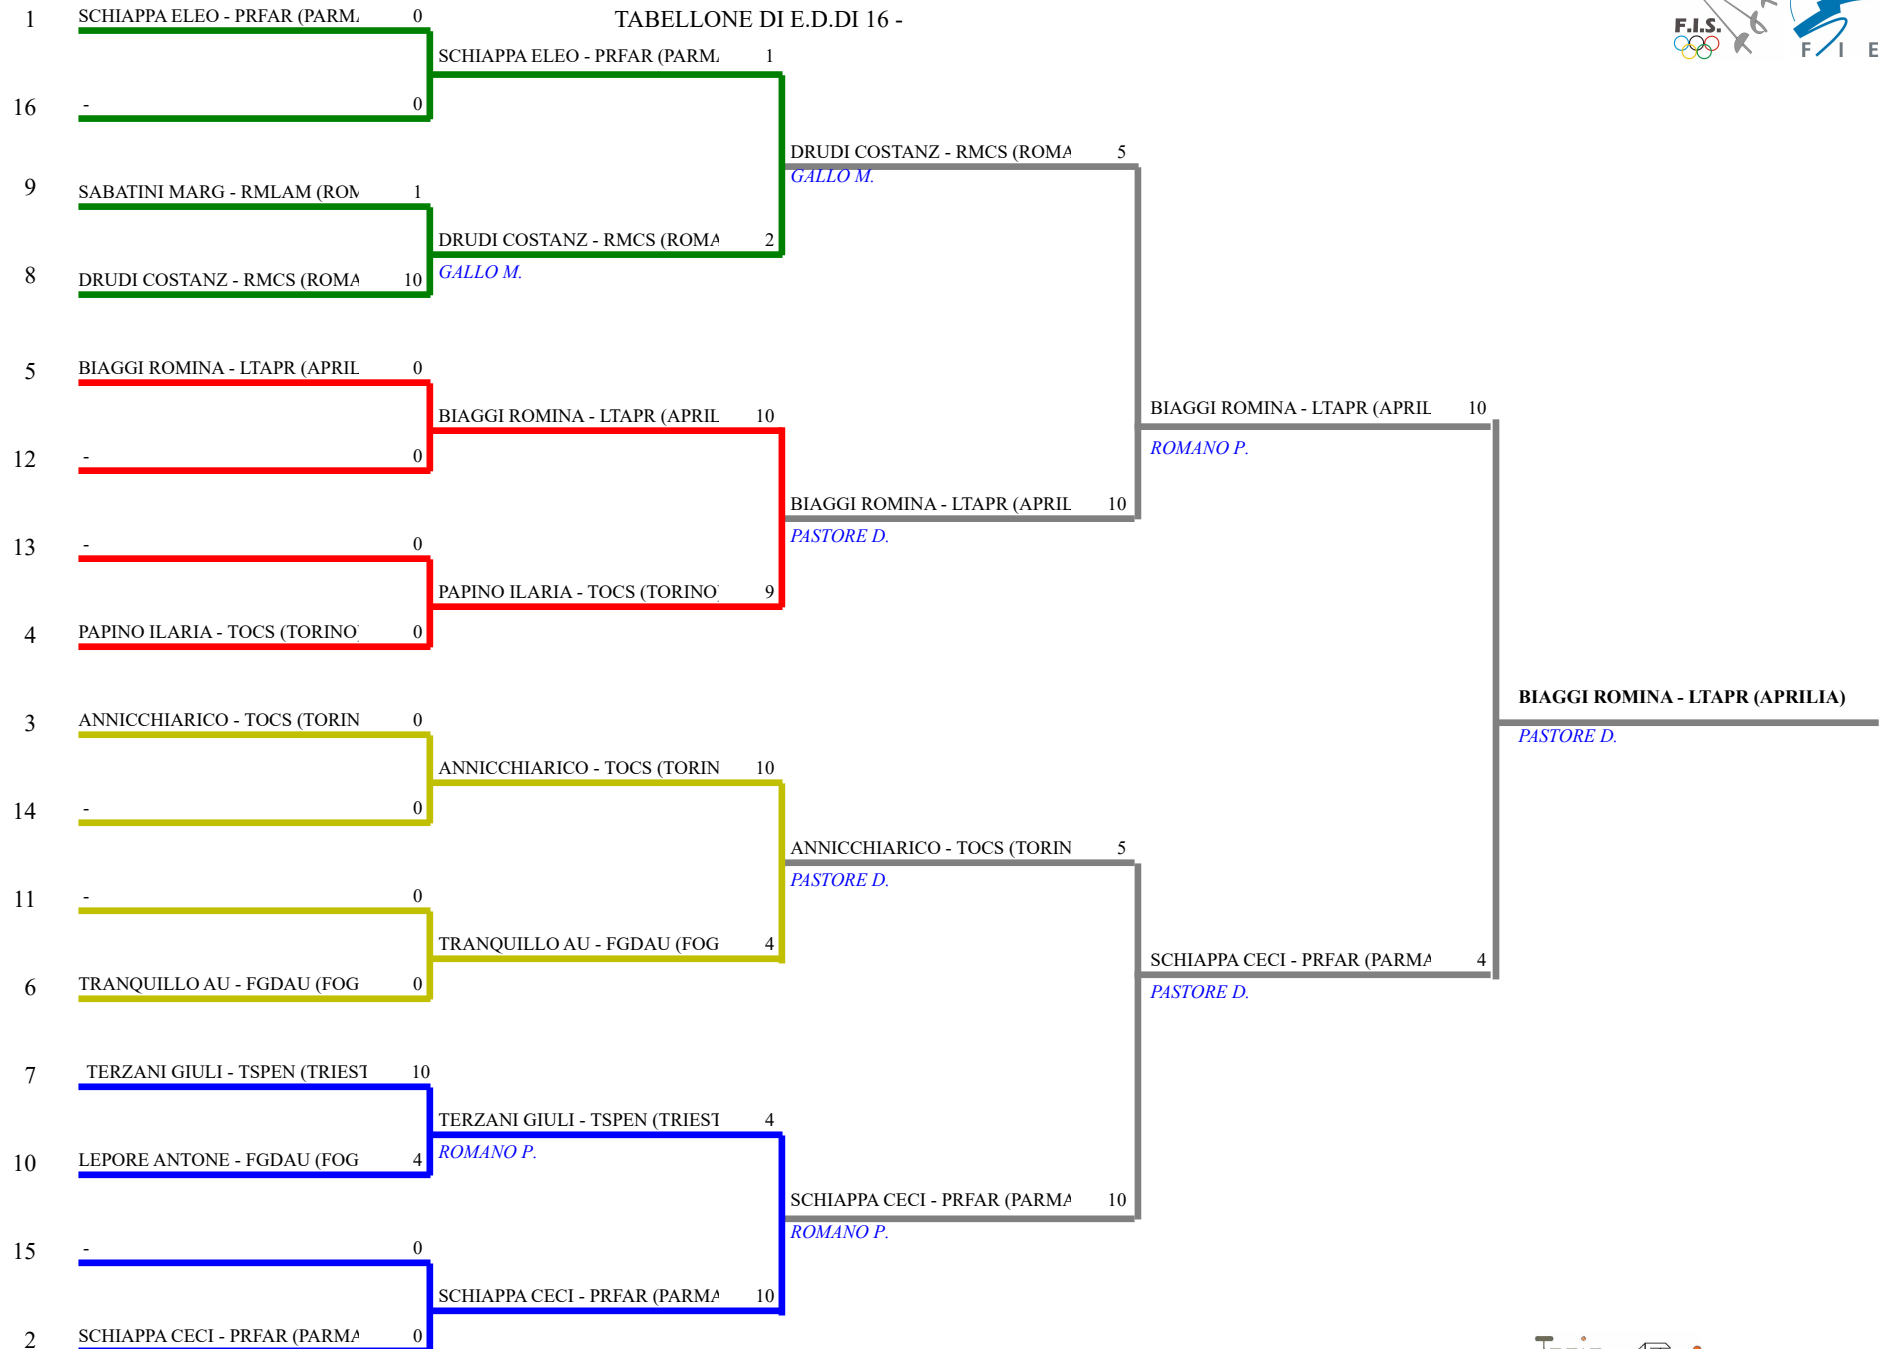 TABELLONE DI E.D.DI 16 -
F.I.S.
F I E
1 SCHIAPPA ELEO - PRFAR (PARM 0
SCHIAPPA ELEO - PRFAR (PARM 1
16 - 0
DRUDI COSTANZ - RMCS (ROMA 5
GALLO M.
9 SABATINI MARG - RMLAM (ROM 1
DRUDI COSTANZ - RMCS (ROMA 2
GALLO M.
8 DRUDI COSTANZ - RMCS (ROMA 10
5 BIAGGI ROMINA - LTAPR (APRIL 0
BIAGGI ROMINA - LTAPR (APRIL 10
BIAGGI ROMINA - LTAPR (APRIL 10
ROMANO P.
12 - 0
BIAGGI ROMINA - LTAPR (APRIL 10
PASTORE D.
13 - 0
PAPINO ILARIA - TOCS (TORINO) 9
4 PAPINO ILARIA - TOCS (TORINO) 0
BIAGGI ROMINA - LTAPR (APRILIA)
PASTORE D.
3 ANNICCHIARICO - TOCS (TORIN 0
ANNICCHIARICO - TOCS (TORIN 10
14 - 0
ANNICCHIARICO - TOCS (TORIN 5
PASTORE D.
11 - 0
TRANQUILLO AU - FGDAU (FOG 4
SCHIAPPA CECI - PRFAR (PARMA 4
PASTORE D.
6 TRANQUILLO AU - FGDAU (FOG 0
7 TERZANI GIULI - TSPEN (TRIEST 10
TERZANI GIULI - TSPEN (TRIEST 4
ROMANO P.
10 LEPORE ANTONE - FGDAU (FOG 4
SCHIAPPA CECI - PRFAR (PARMA 10
ROMANO P.
15 - 0
SCHIAPPA CECI - PRFAR (PARMA 10
2 SCHIAPPA CECI - PRFAR (PARMA 0